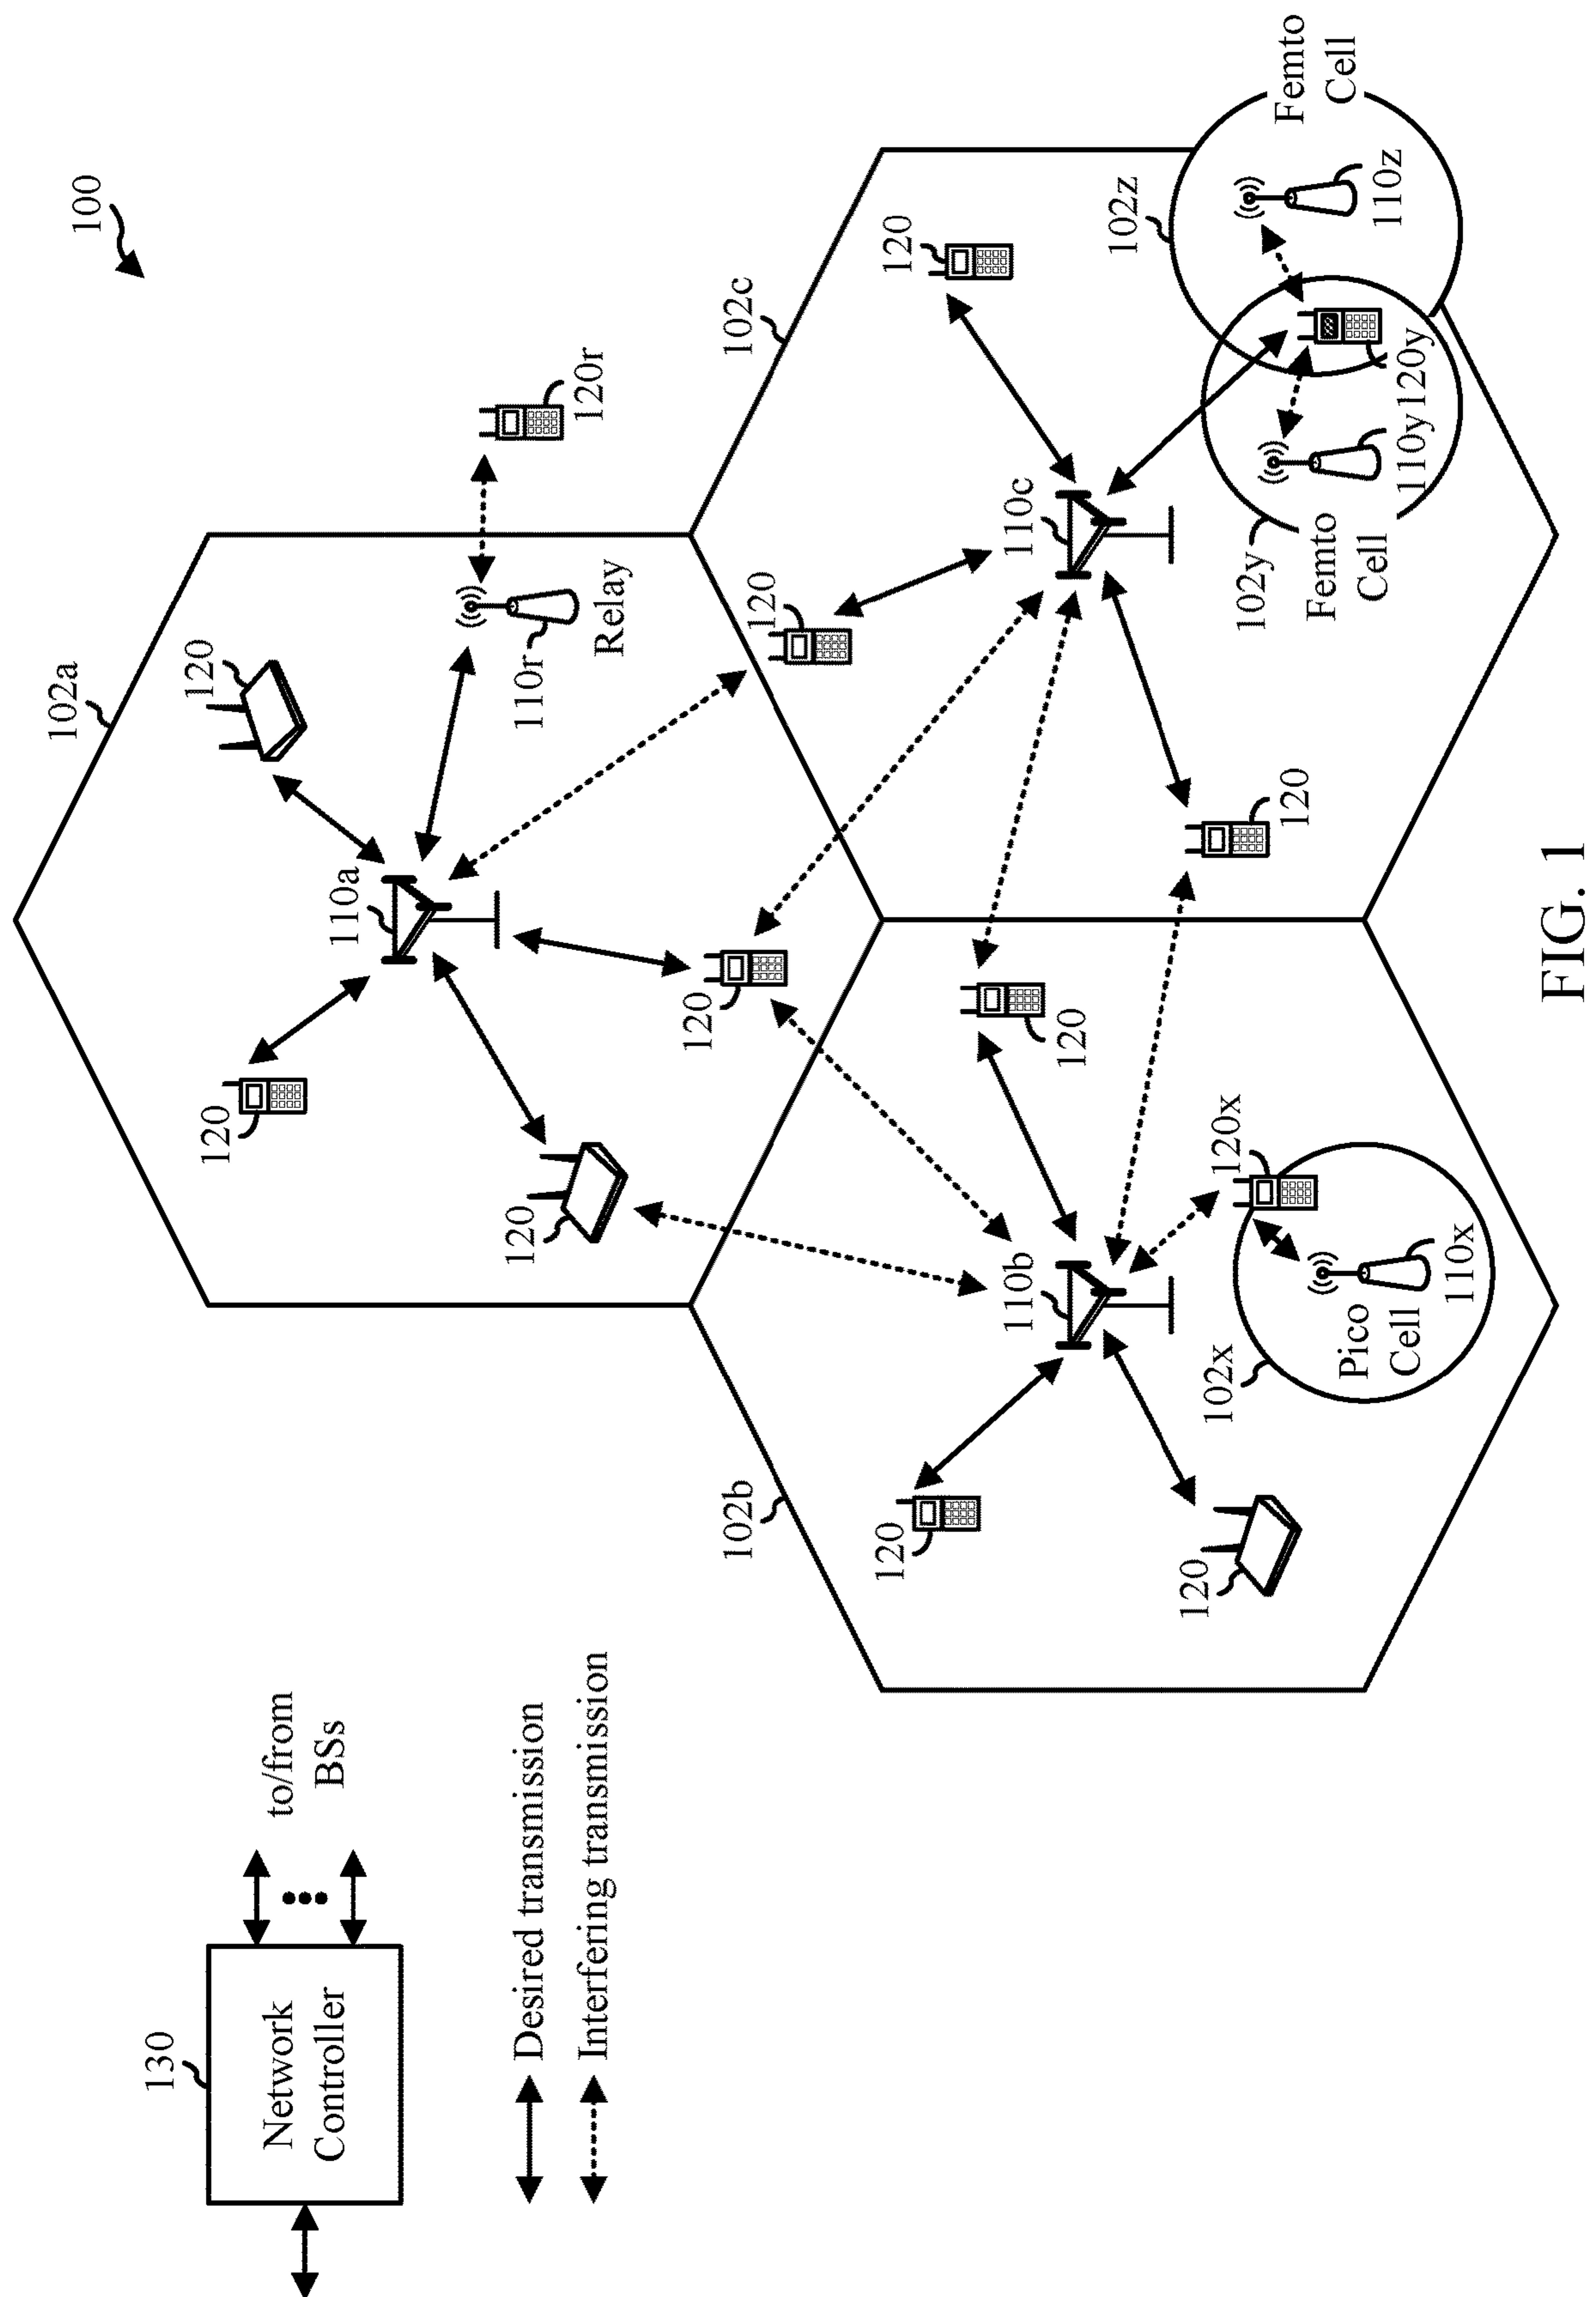 100
102a
130
120
120
Network
Controller
to/from
BSs
110a
Desired transmission
Interfering transmission
120
110r
Relay
120r
120
102b
120
102c
120
120
110b
110c
120
102z
120
102x
120x
102y
120
Femto
Cell
Femto
Cell
Pico
Cell
110z
110y
120y
110x
FIG. 1